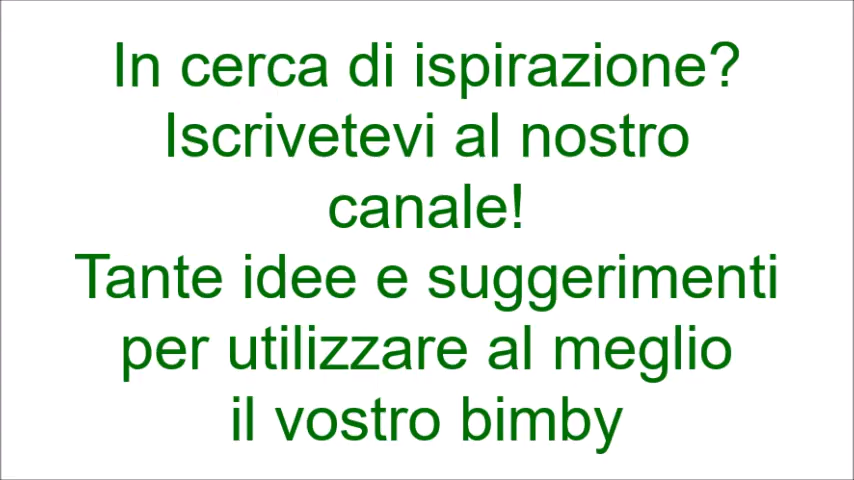 In cerca di ispirazione?
Iscrivetevi al nostro
canale!
Tante idee e suggerimenti
per utilizzare al meglio
il vostro bimby